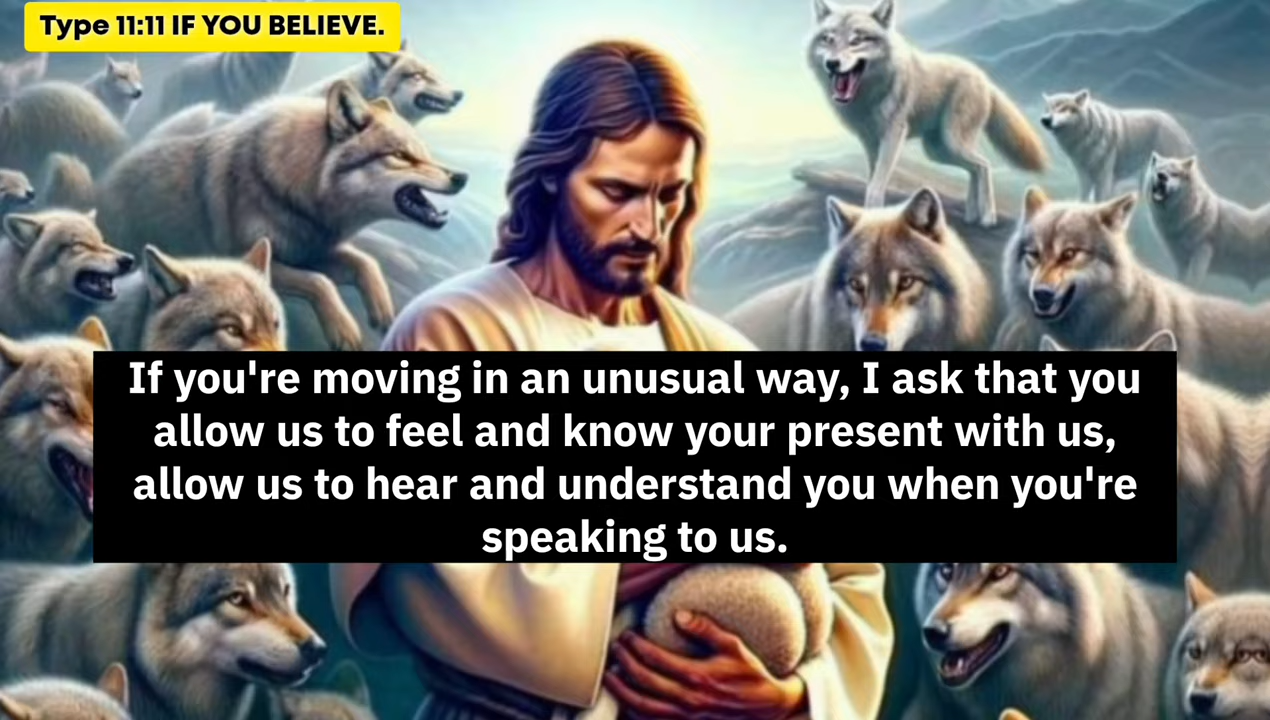 Type 11:11 IF YOU BELIEVE.
If you're moving in an unusual way, I ask that you
allow us to feel and know your present with us,
allow us to hear and understand you when you're
speaking to us.